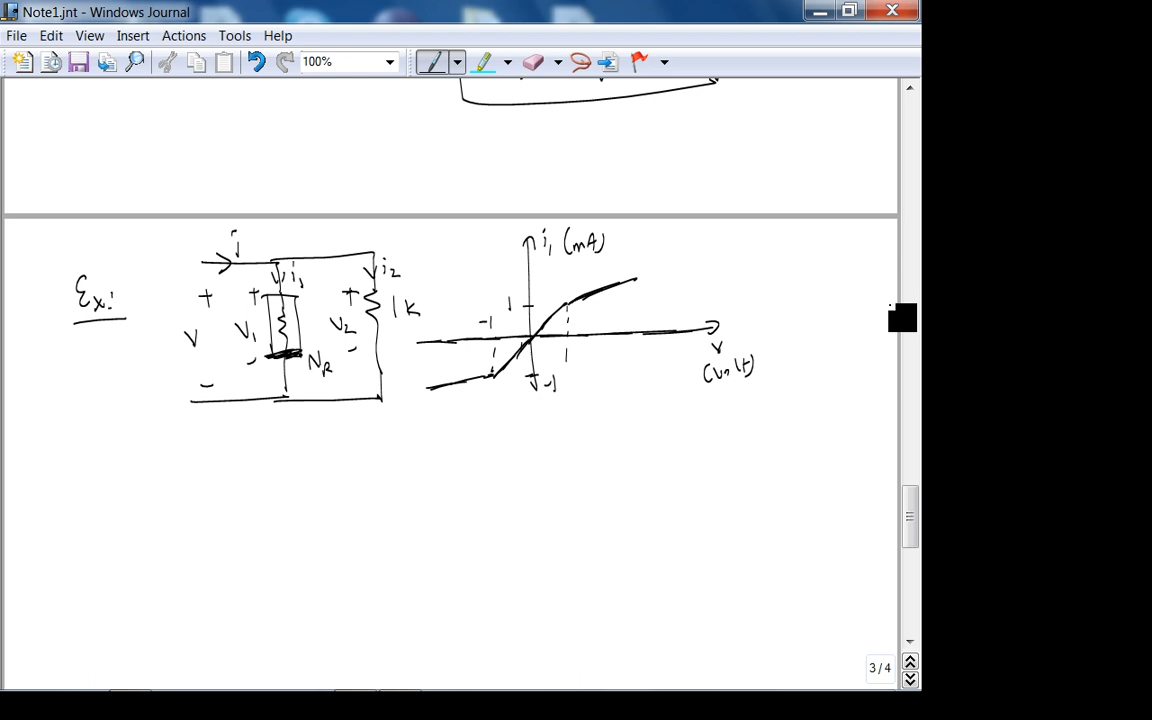 Note1.jnt - Windows Journal
File Edit View Insert Actions Tools Help
100%
Ex:
i
i1
i2
+ + +
V V1 V2
- - -
1K
NR
i1 (mA)
1
-1
1
-1
v
(volt)
3 / 4